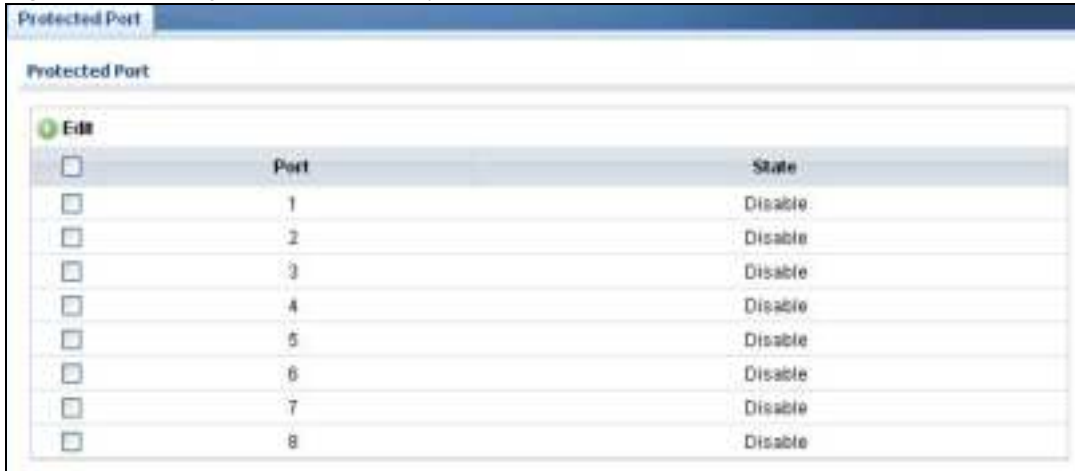 Protected Port
Protected Port
Edit
Port State
1 Disable
2 Disable
3 Disable
4 Disable
5 Disable
6 Disable
7 Disable
8 Disable